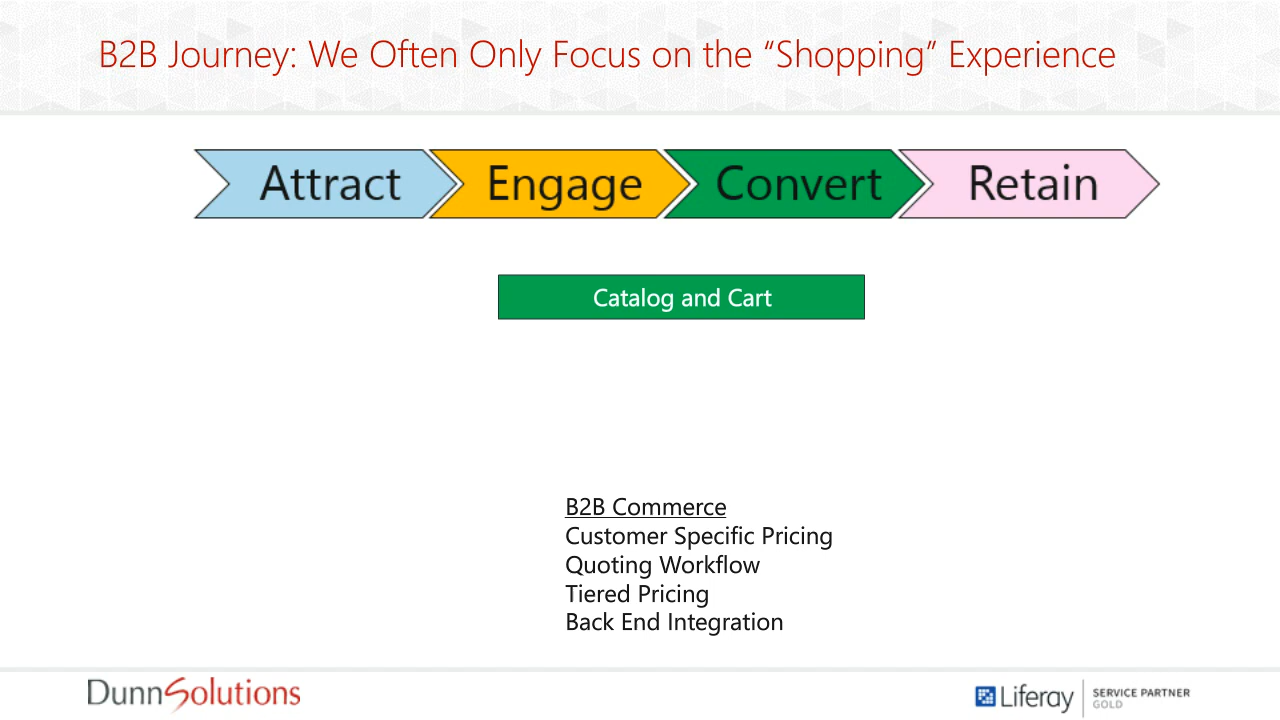 B2B Journey: We Often Only Focus on the “Shopping” Experience
Attract Engage Convert Retain
Catalog and Cart
B2B Commerce
Customer Specific Pricing
Quoting Workflow
Tiered Pricing
Back End Integration
DunnSolutions
Liferay SERVICE PARTNER
GOLD